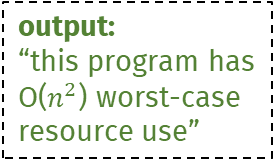 output:
“this program has
O(n²) worst-case
resource use”